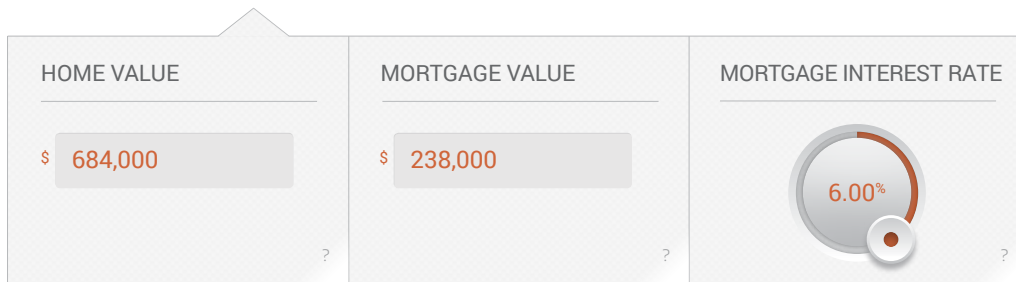 HOME VALUE
$ 684,000
?
MORTGAGE VALUE
$ 238,000
?
MORTGAGE INTEREST RATE
6.00%
?